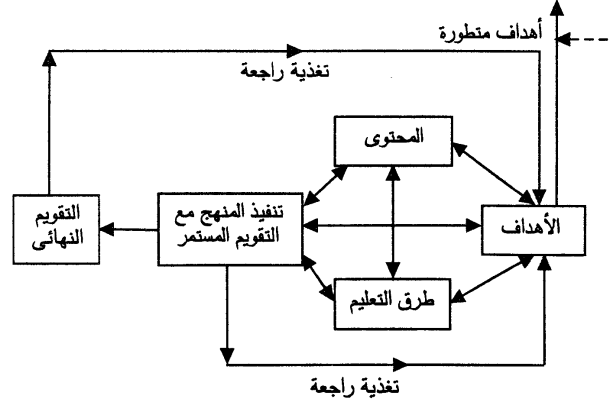 أهداف متطورة
تغذية راجعة
المحتوى
الأهداف
تنفيذ المنهج مع
التقويم المستمر
التقويم
النهائى
طرق التعليم
تغذية راجعة